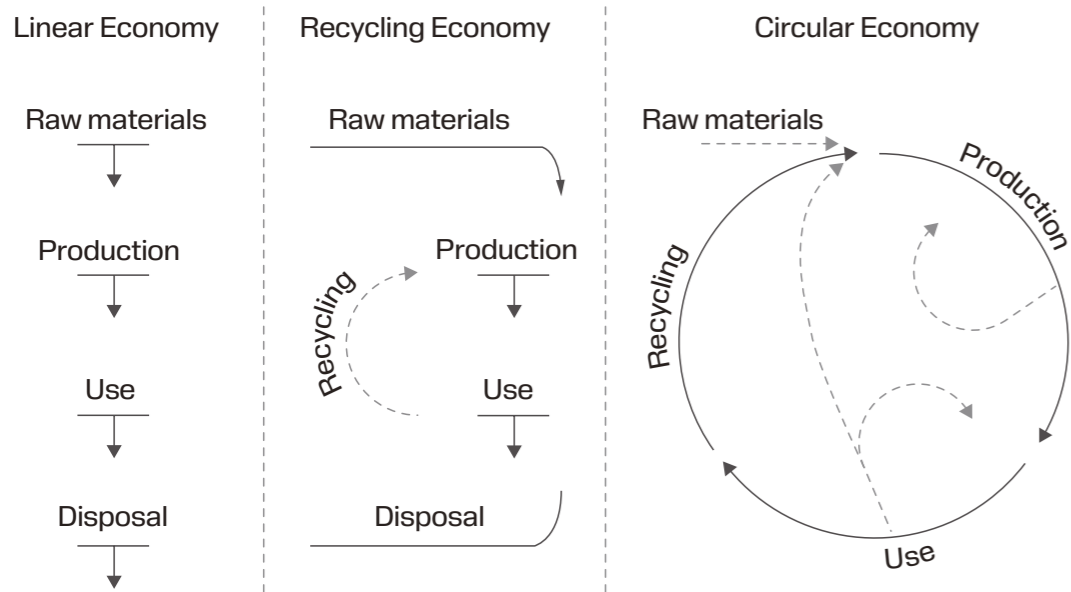 Linear Economy
Raw materials
Production
Use
Disposal
Recycling Economy
Raw materials
Production
Recycling
Use
Disposal
Circular Economy
Raw materials
Production
Recycling
Use